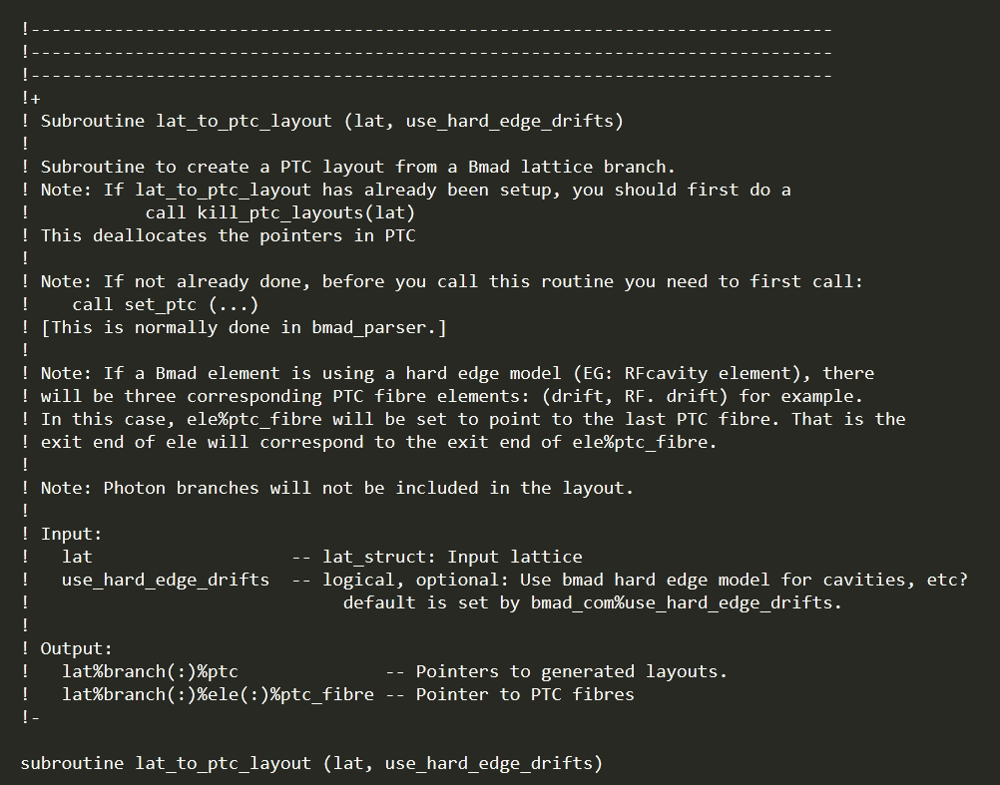 !-----------------------------------------------------------------------------
!-----------------------------------------------------------------------------
!-----------------------------------------------------------------------------
!+
! Subroutine lat_to_ptc_layout (lat, use_hard_edge_drifts)
!
! Subroutine to create a PTC layout from a Bmad lattice branch.
! Note: If lat_to_ptc_layout has already been setup, you should first do a
!           call kill_ptc_layouts(lat)
! This deallocates the pointers in PTC
!
! Note: If not already done, before you call this routine you need to first call:
!    call set_ptc (...)
! [This is normally done in bmad_parser.]
!
! Note: If a Bmad element is using a hard edge model (EG: RFcavity element), there
! will be three corresponding PTC fibre elements: (drift, RF. drift) for example.
! In this case, ele%ptc_fibre will be set to point to the last PTC fibre. That is the
! exit end of ele will correspond to the exit end of ele%ptc_fibre.
!
! Note: Photon branches will not be included in the layout.
!
! Input:
!   lat                   -- lat_struct: Input lattice
!   use_hard_edge_drifts  -- logical, optional: Use bmad hard edge model for cavities, etc?
!                              default is set by bmad_com%use_hard_edge_drifts.
!
! Output:
!   lat%branch(:)%ptc              -- Pointers to generated layouts.
!   lat%branch(:)%ele(:)%ptc_fibre -- Pointer to PTC fibres
!-
subroutine lat_to_ptc_layout (lat, use_hard_edge_drifts)